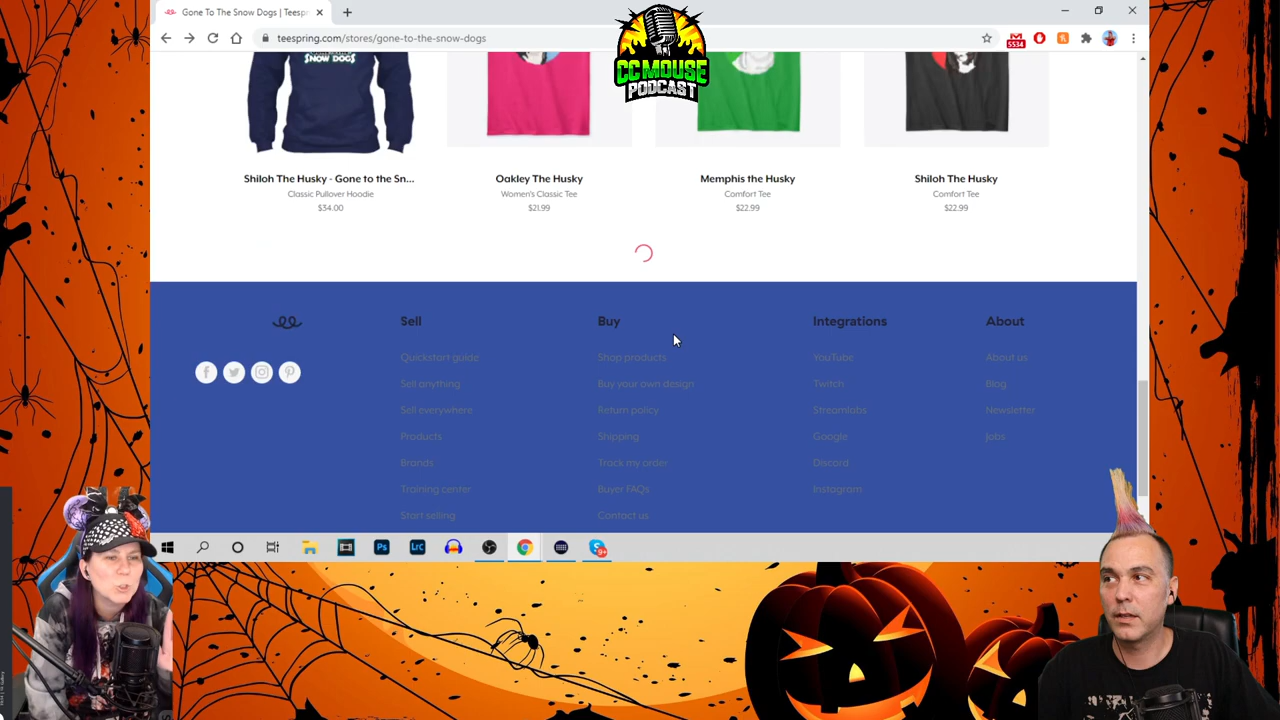 Gone To The Snow Dogs | Teespr
teespring.com/stores/gone-to-the-snow-dogs
5534
CC MOUSE
PODCAST
SNOW DOGS
Shiloh The Husky - Gone to the Sn...
Classic Pullover Hoodie
$34.00
Oakley The Husky
Women's Classic Tee
$21.99
Memphis the Husky
Comfort Tee
$22.99
Shiloh The Husky
Comfort Tee
$22.99
Sell
Quickstart guide
Sell anything
Sell everywhere
Products
Brands
Training center
Start selling
Buy
Shop products
Buy your own design
Return policy
Shipping
Track my order
Buyer FAQs
Contact us
Integrations
YouTube
Twitch
Streamlabs
Google
Discord
Instagram
About
About us
Blog
Newsletter
Jobs
Ps
Lrc
9+